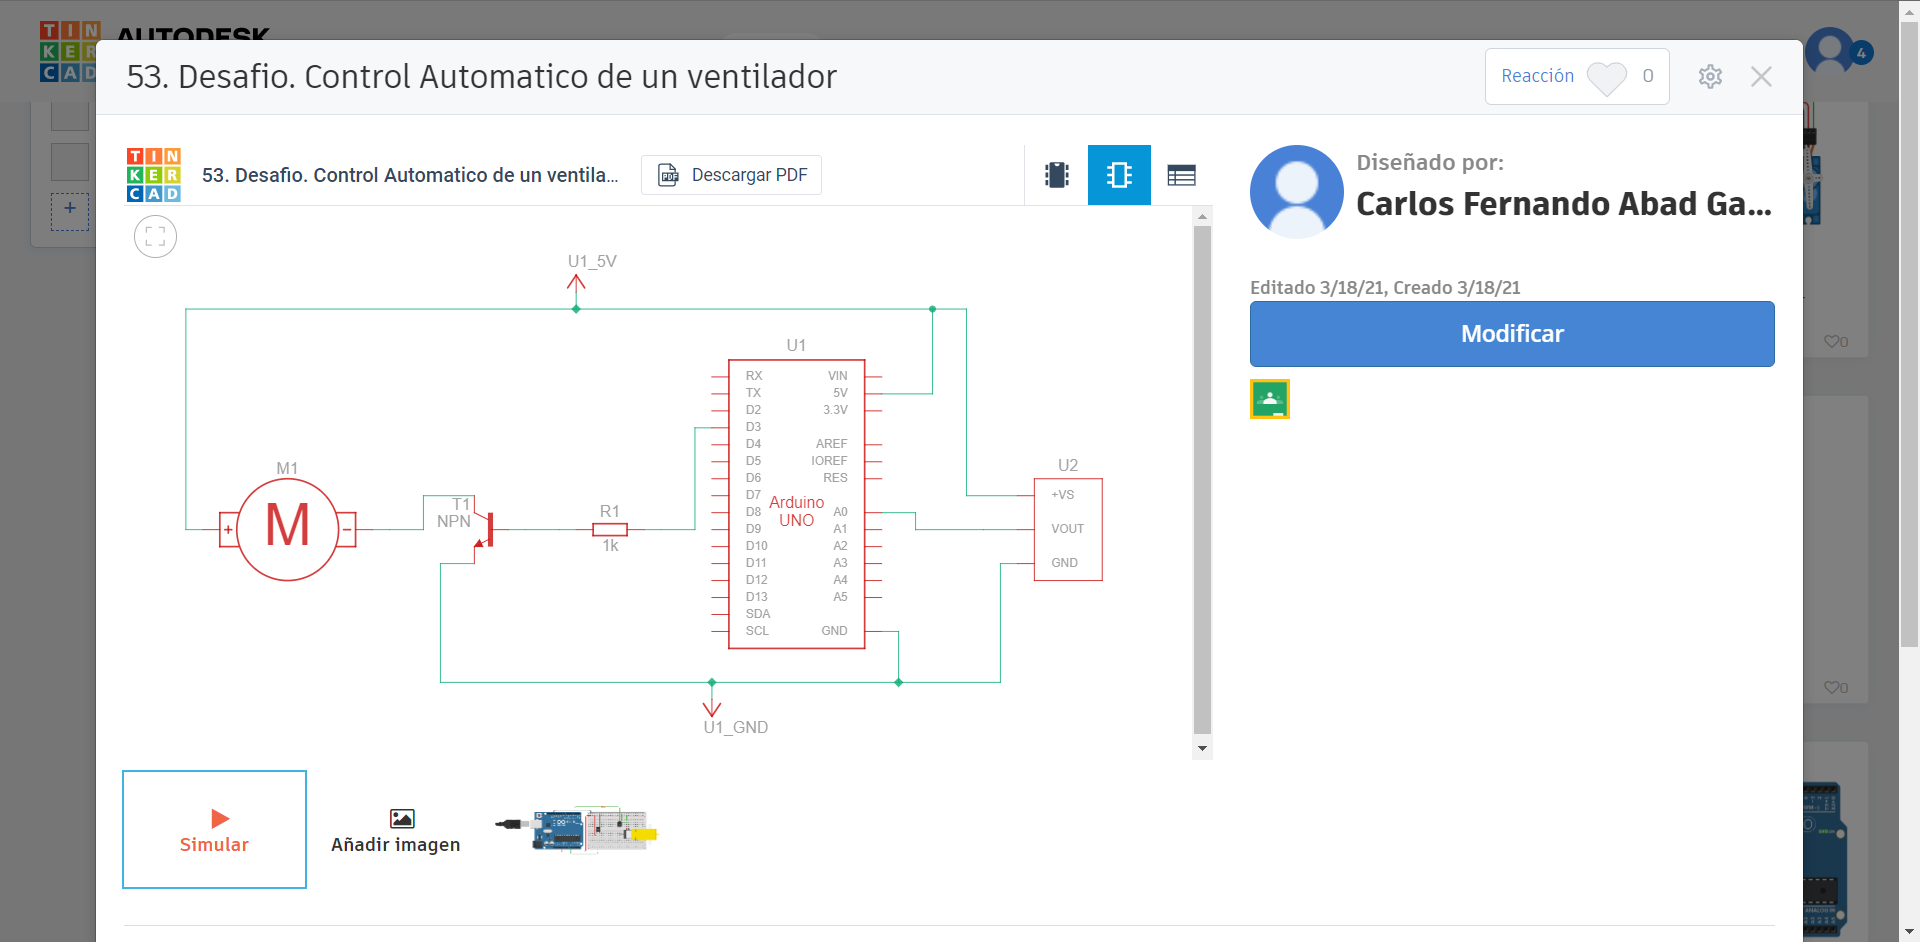 TIN
KER
CAD
AUTODESK
4
53. Desafio. Control Automatico de un ventilador
Reacción
0
TIN
KER
CAD
53. Desafio. Control Automatico de un ventila...
Descargar PDF
PDF
Diseñado por:
Carlos Fernando Abad Ga...
Editado 3/18/21, Creado 3/18/21
Modificar
+
U1_5V
U1
RX
TX
D2
D3
D4
D5
D6
D7
D8
D9
D10
D11
D12
D13
SDA
SCL
VIN
5V
3.3V
AREF
IOREF
RES
A0
A1
A2
A3
A4
A5
GND
Arduino
UNO
M1
+
M
-
T1
NPN
R1
1k
U2
+VS
VOUT
GND
U1_GND
0
0
Simular
Añadir imagen
ANALOG IN